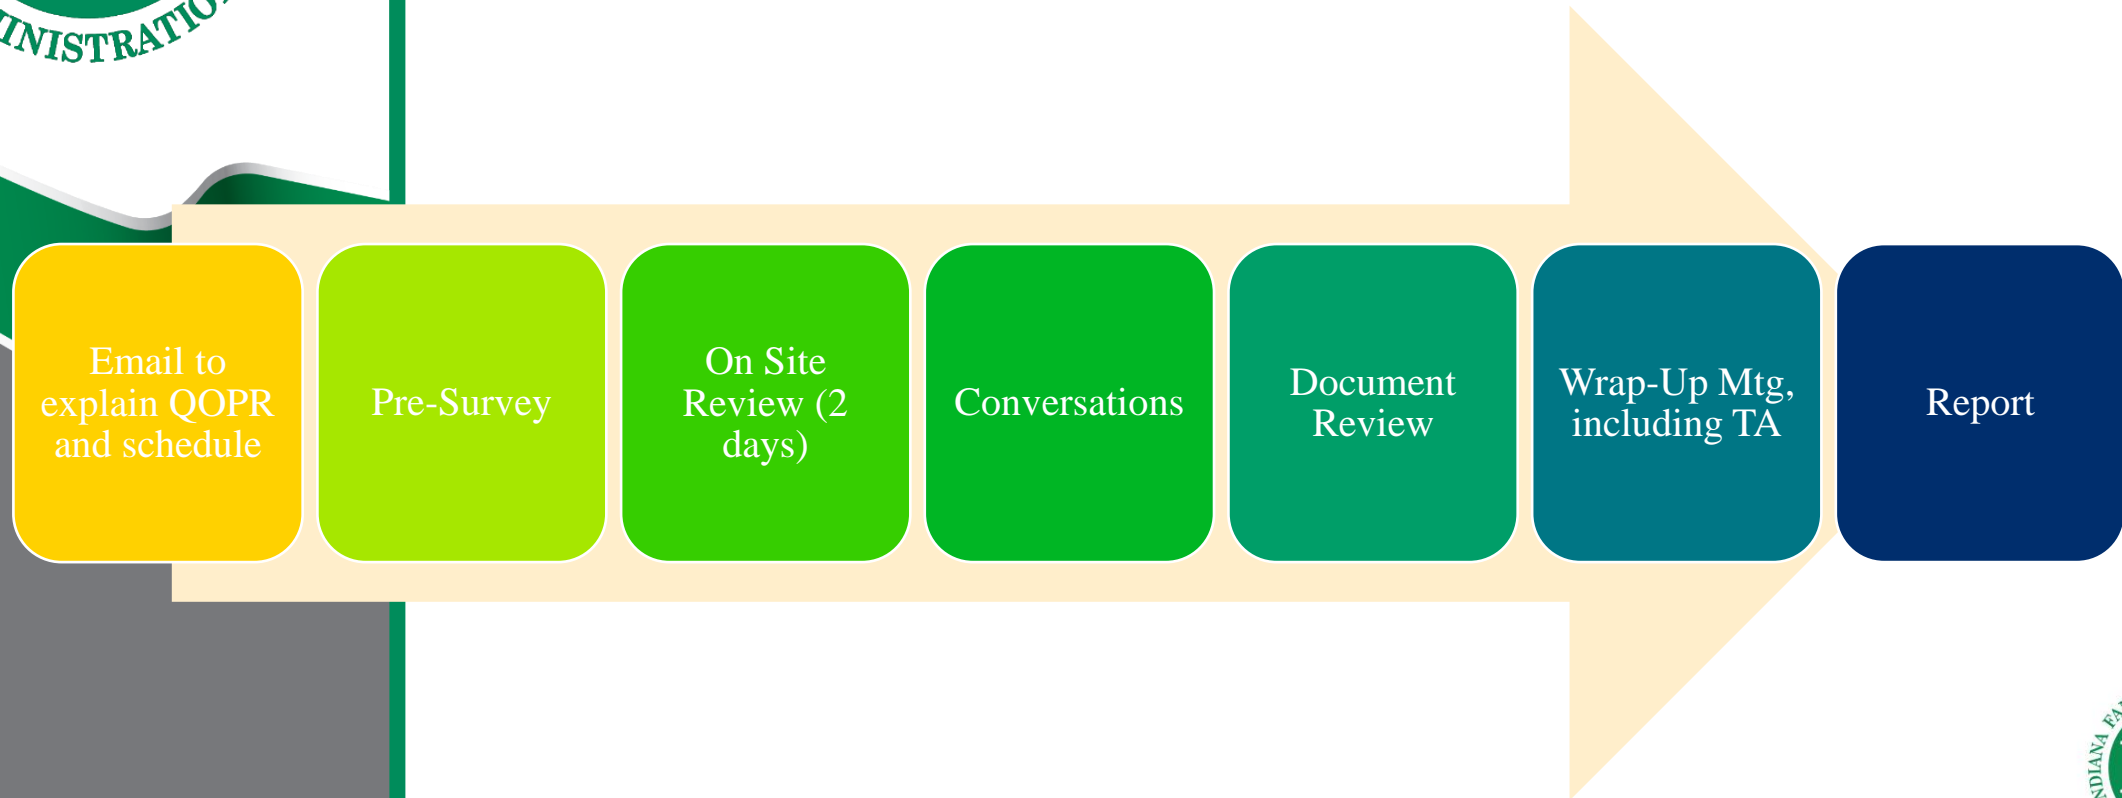 Email to
explain QOPR
and schedule
Pre-Survey
On Site
Review (2
days)
Conversations
Document
Review
Wrap-Up Mtg,
including TA
Report